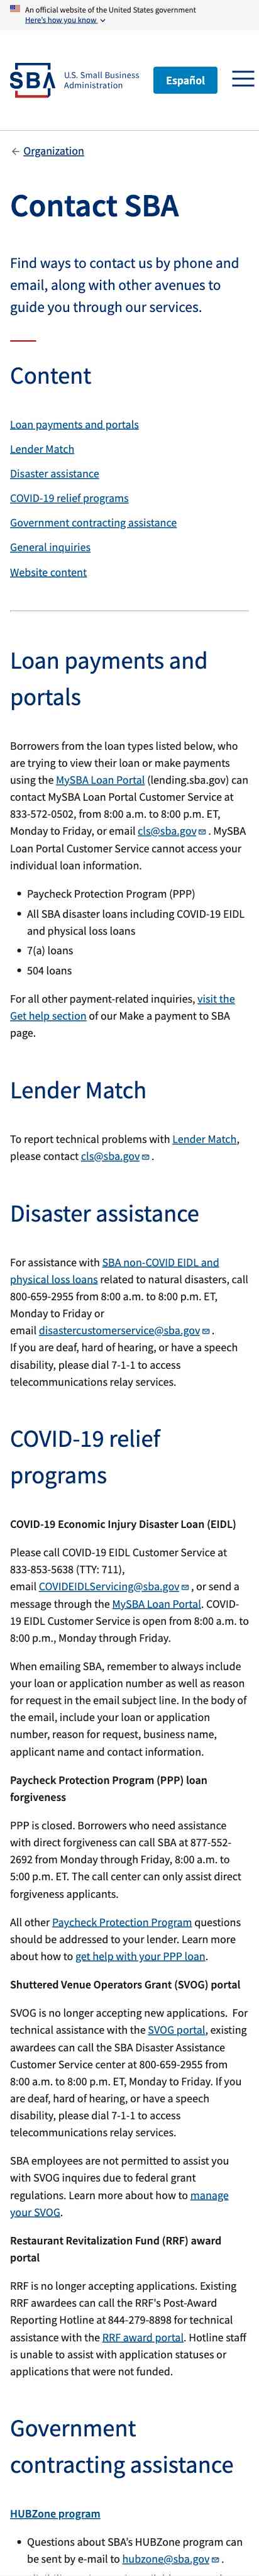 An official website of the United States government
Here's how you know
SBA
U.S. Small Business
Administration
Español
← Organization
Contact SBA
Find ways to contact us by phone and
email, along with other avenues to
guide you through our services.
Content
Loan payments and portals
Lender Match
Disaster assistance
COVID-19 relief programs
Government contracting assistance
General inquiries
Website content
Loan payments and
portals
Borrowers from the loan types listed below, who
are trying to view their loan or make payments
using the MySBA Loan Portal (lending.sba.gov) can
contact MySBA Loan Portal Customer Service at
833-572-0502, from 8:00 a.m. to 8:00 p.m. ET,
Monday to Friday, or email cls@sba.gov . MySBA
Loan Portal Customer Service cannot access your
individual loan information.
• Paycheck Protection Program (PPP)
• All SBA disaster loans including COVID-19 EIDL
and physical loss loans
• 7(a) loans
• 504 loans
For all other payment-related inquiries, visit the
Get help section of our Make a payment to SBA
page.
Lender Match
To report technical problems with Lender Match,
please contact cls@sba.gov .
Disaster assistance
For assistance with SBA non-COVID EIDL and
physical loss loans related to natural disasters, call
800-659-2955 from 8:00 a.m. to 8:00 p.m. ET,
Monday to Friday or
email disastercustomerservice@sba.gov .
If you are deaf, hard of hearing, or have a speech
disability, please dial 7-1-1 to access
telecommunications relay services.
COVID-19 relief
programs
COVID-19 Economic Injury Disaster Loan (EIDL)
Please call COVID-19 EIDL Customer Service at
833-853-5638 (TTY: 711),
email COVIDEIDLServicing@sba.gov , or send a
message through the MySBA Loan Portal. COVID-
19 EIDL Customer Service is open from 8:00 a.m. to
8:00 p.m., Monday through Friday.
When emailing SBA, remember to always include
your loan or application number as well as reason
for request in the email subject line. In the body of
the email, include your loan or application
number, reason for request, business name,
applicant name and contact information.
Paycheck Protection Program (PPP) loan
forgiveness
PPP is closed. Borrowers who need assistance
with direct forgiveness can call SBA at 877-552-
2692 from Monday through Friday, 8:00 a.m. to
5:00 p.m. ET. The call center can only assist direct
forgiveness applicants.
All other Paycheck Protection Program questions
should be addressed to your lender. Learn more
about how to get help with your PPP loan.
Shuttered Venue Operators Grant (SVOG) portal
SVOG is no longer accepting new applications. For
technical assistance with the SVOG portal, existing
awardees can call the SBA Disaster Assistance
Customer Service center at 800-659-2955 from
8:00 a.m. to 8:00 p.m. ET, Monday to Friday. If you
are deaf, hard of hearing, or have a speech
disability, please dial 7-1-1 to access
telecommunications relay services.
SBA employees are not permitted to assist you
with SVOG inquires due to federal grant
regulations. Learn more about how to manage
your SVOG.
Restaurant Revitalization Fund (RRF) award
portal
RRF is no longer accepting applications. Existing
RRF awardees can call the RRF's Post-Award
Reporting Hotline at 844-279-8898 for technical
assistance with the RRF award portal. Hotline staff
is unable to assist with application statuses or
applications that were not funded.
Government
contracting assistance
HUBZone program
• Questions about SBA's HUBZone program can
be sent by e-mail to hubzone@sba.gov .